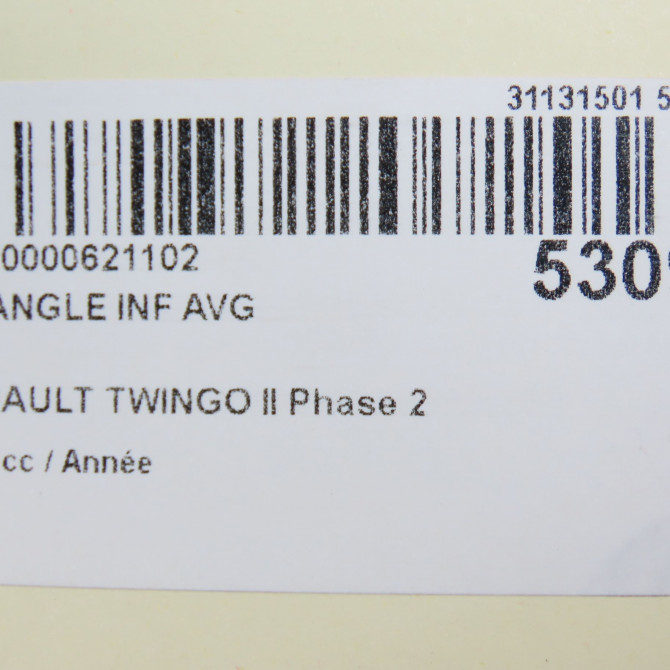 31131501 5
0000621102
530
ANGLE INF AVG
AULT TWINGO II Phase 2
cc / Année